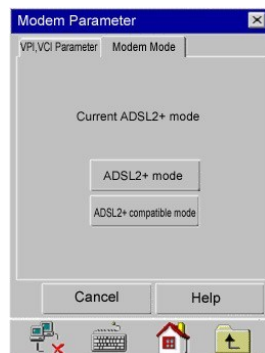 Modem Parameter
VPI,VCI Parameter
Modem Mode
Current ADSL2+ mode
ADSL2+ mode
ADSL2+ compatible mode
Cancel
Help